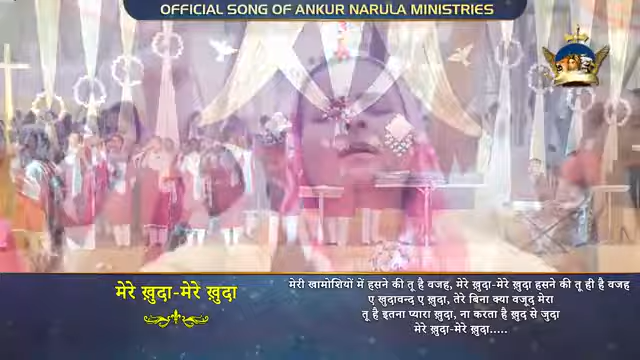 OFFICIAL SONG OF ANKUR NARULA MINISTRIES
मेरे ख़ुदा-मेरे ख़ुदा
मेरी खामोशियों में हसने की तू है वजह, मेरे ख़ुदा-मेरे ख़ुदा हसने की तू ही है वजह
ए खुदावन्द ए ख़ुदा, तेरे बिना क्या वजूद मेरा
तू है इतना प्यारा ख़ुदा, ना करता है ख़ुद से जुदा
मेरे ख़ुदा-मेरे ख़ुदा.....